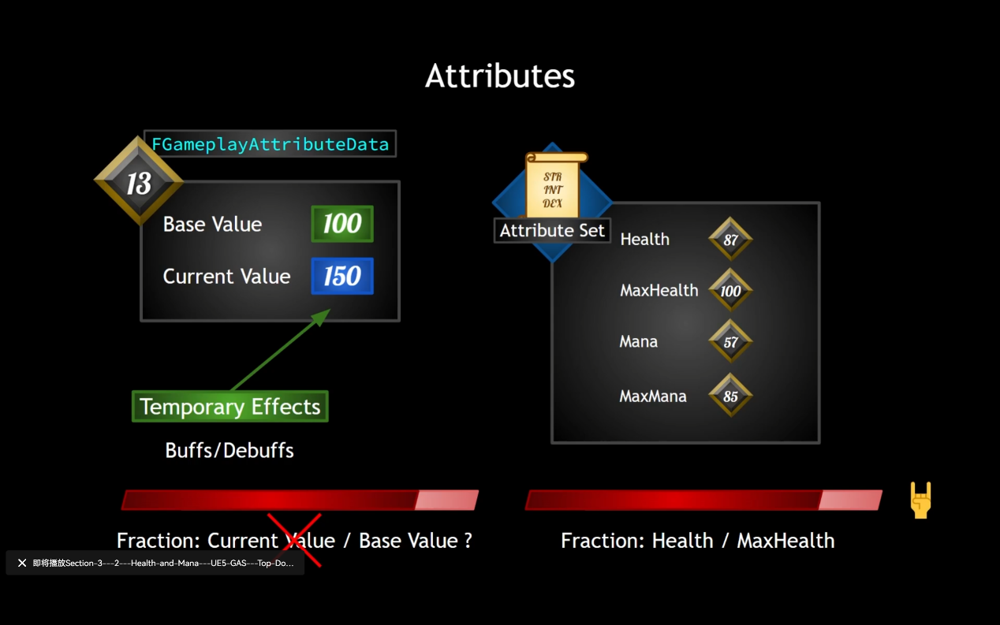 Attributes
FGameplayAttributeData
13
Base Value 100
Current Value 150
Temporary Effects
Buffs/Debuffs
Fraction: Current Value / Base Value ?
STR
INT
DEX
Attribute Set
Health 87
MaxHealth 100
Mana 57
MaxMana 85
Fraction: Health / MaxHealth
即将播放Section-3---2---Health-and-Mana---UE5-GAS---Top-Do...